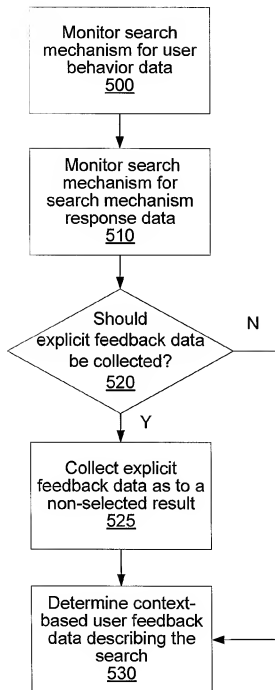 Monitor search
mechanism for user
behavior data
500
Monitor search
mechanism for
search mechanism
response data
510
Should
explicit feedback data
be collected?
520
N
Y
Collect explicit
feedback data as to a
non-selected result
525
Determine context-
based user feedback
data describing the
search
530